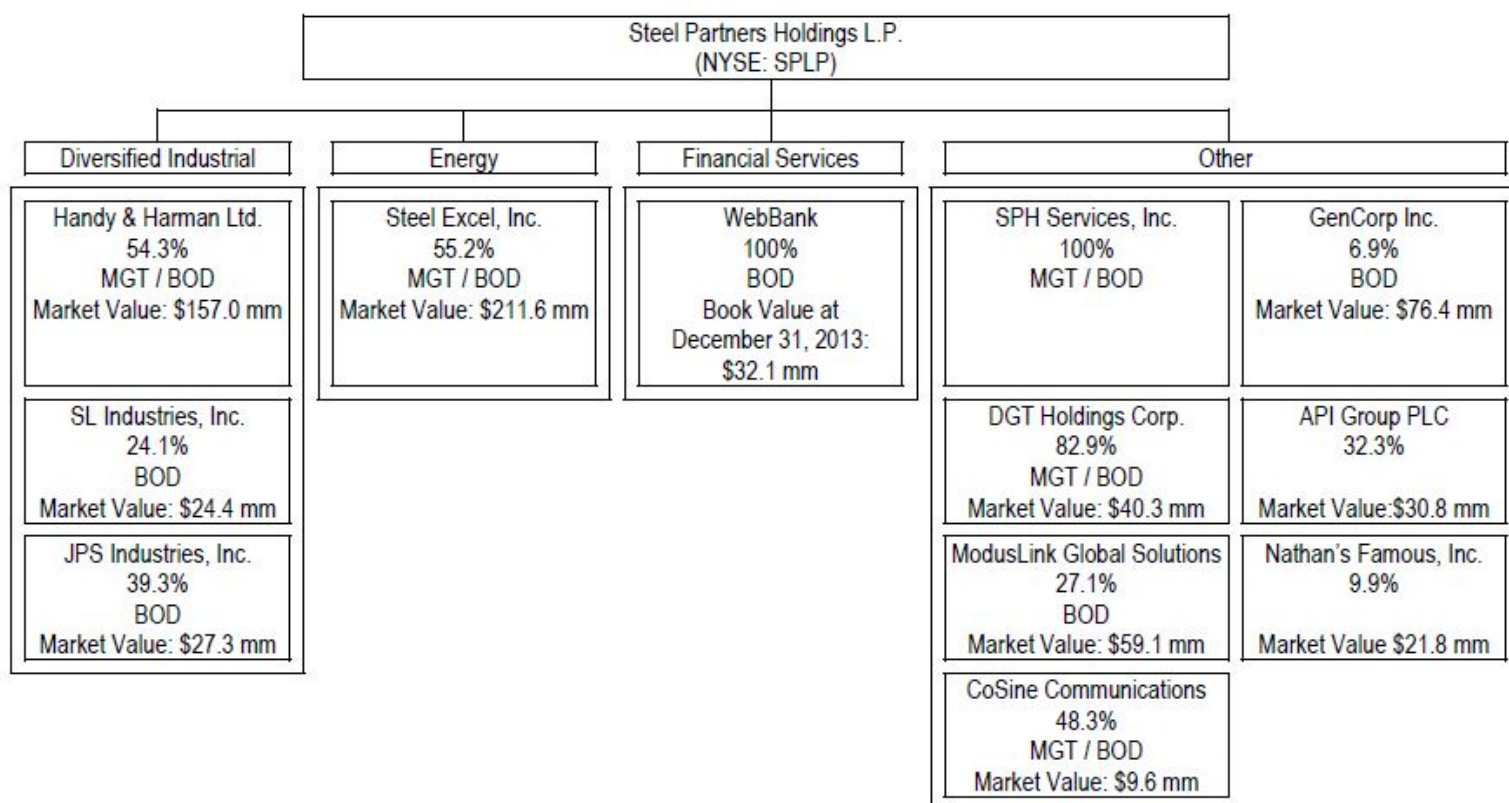 Steel Partners Holdings L.P.
(NYSE: SPLP)
Diversified Industrial
Energy
Financial Services
Other
Handy & Harman Ltd.
54.3%
MGT / BOD
Market Value: $157.0 mm
SL Industries, Inc.
24.1%
BOD
Market Value: $24.4 mm
JPS Industries, Inc.
39.3%
BOD
Market Value: $27.3 mm
Steel Excel, Inc.
55.2%
MGT / BOD
Market Value: $211.6 mm
WebBank
100%
BOD
Book Value at
December 31, 2013:
$32.1 mm
SPH Services, Inc.
100%
MGT / BOD
GenCorp Inc.
6.9%
BOD
Market Value: $76.4 mm
DGT Holdings Corp.
82.9%
MGT / BOD
Market Value: $40.3 mm
API Group PLC
32.3%
Market Value:$30.8 mm
ModusLink Global Solutions
27.1%
BOD
Market Value: $59.1 mm
Nathan's Famous, Inc.
9.9%
Market Value $21.8 mm
CoSine Communications
48.3%
MGT / BOD
Market Value: $9.6 mm